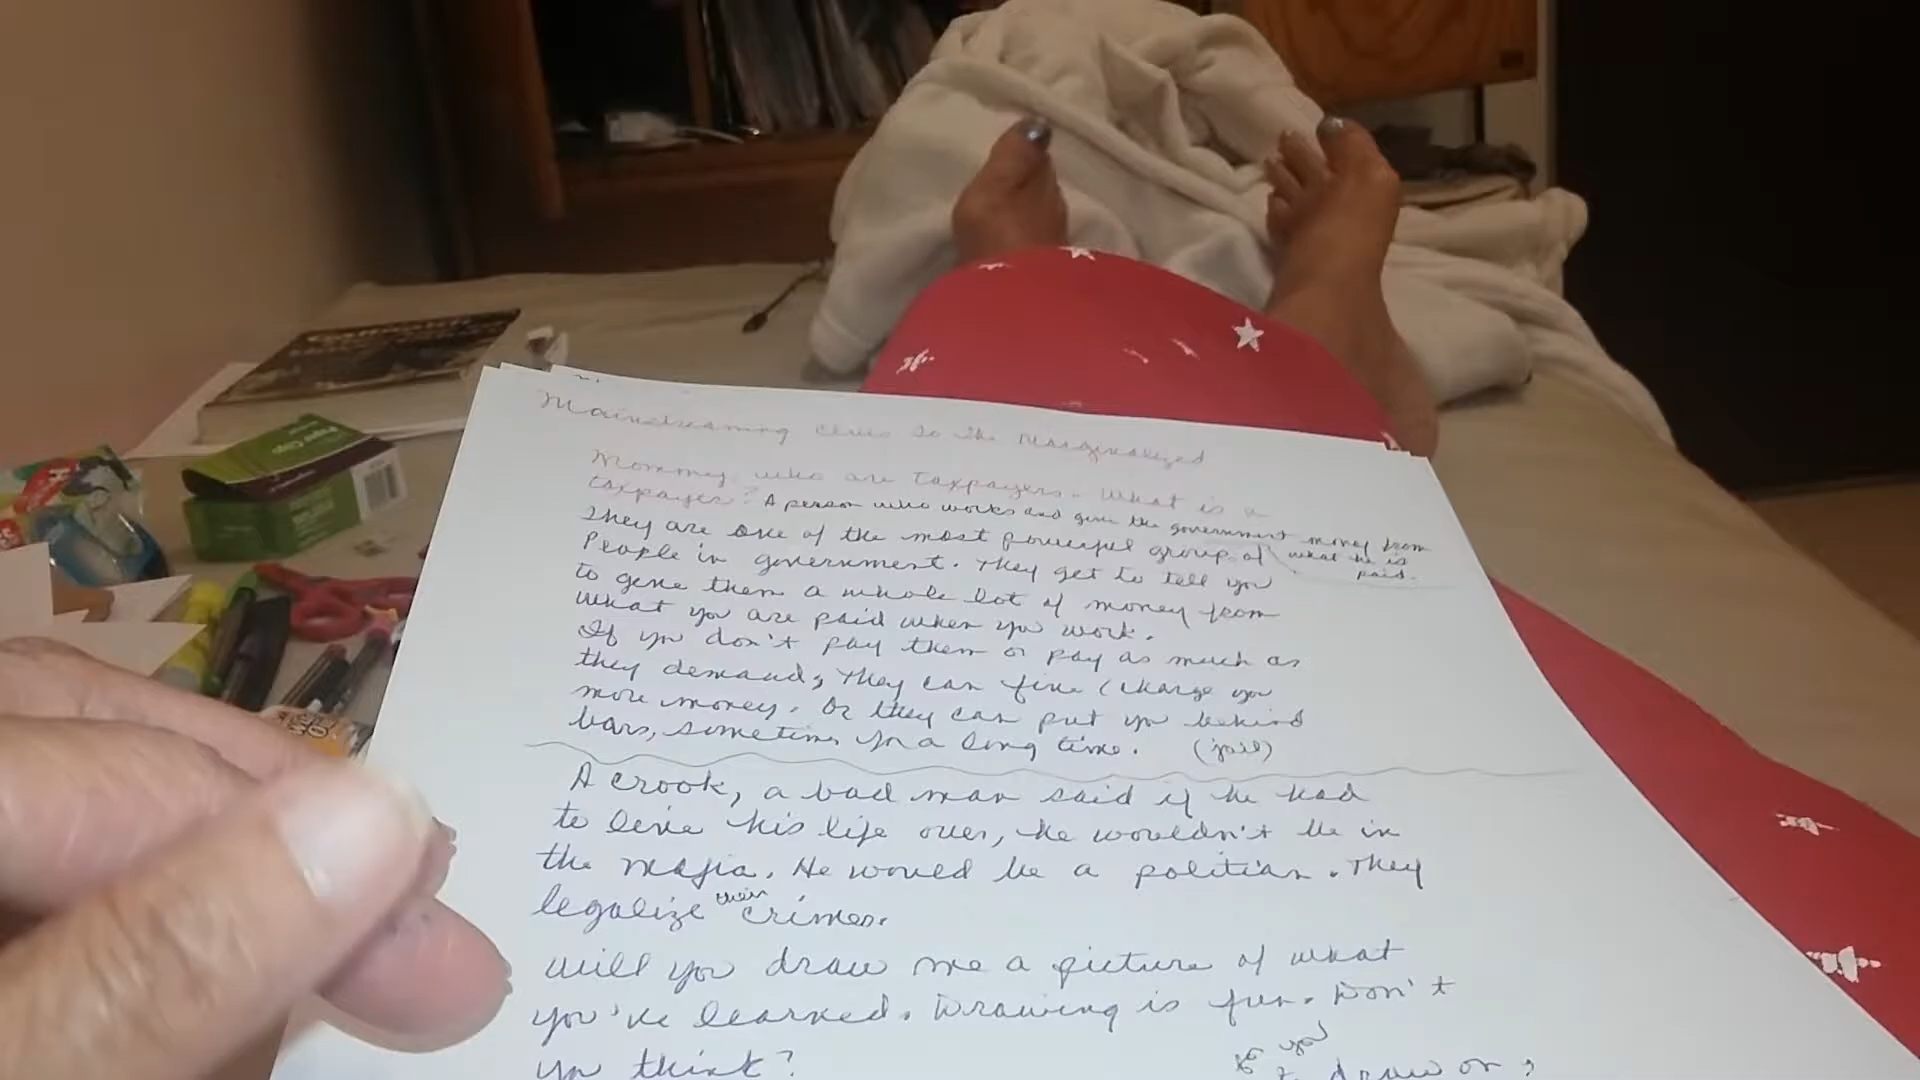 Mainstreaming Clues to the Marginalized
Mommy, who are taxpayers. What is a
taxpayer? A person who works and give the government money from
what he is
paid.
They are one of the most powerful groups of
People in government. They get to tell you
to give them a whole lot of money from
what you are paid when you work.
If you don't pay them or pay as much as
they demand, They can fine (charge you
more money. Or they can put you behind
bars, sometimes for a long time. (jail)
A crook, a bad man said if he had
to live his life over, he wouldn't be in
the mafia. He would be a politian. They
legalize their crimes.
Will you draw me a picture of what
you've learned. Drawing is fun. Don't
you think?
to you
draw on,